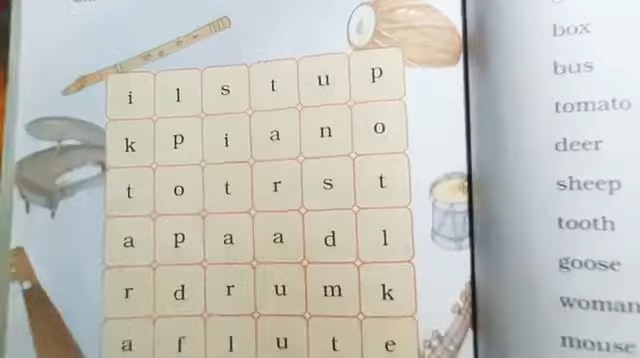 i l s t u p
k p i a n o
t o t r s t
a p a a d l
r d r u m k
a f l u t e
box
bus
tomato
deer
sheep
tooth
goose
woman
mouse